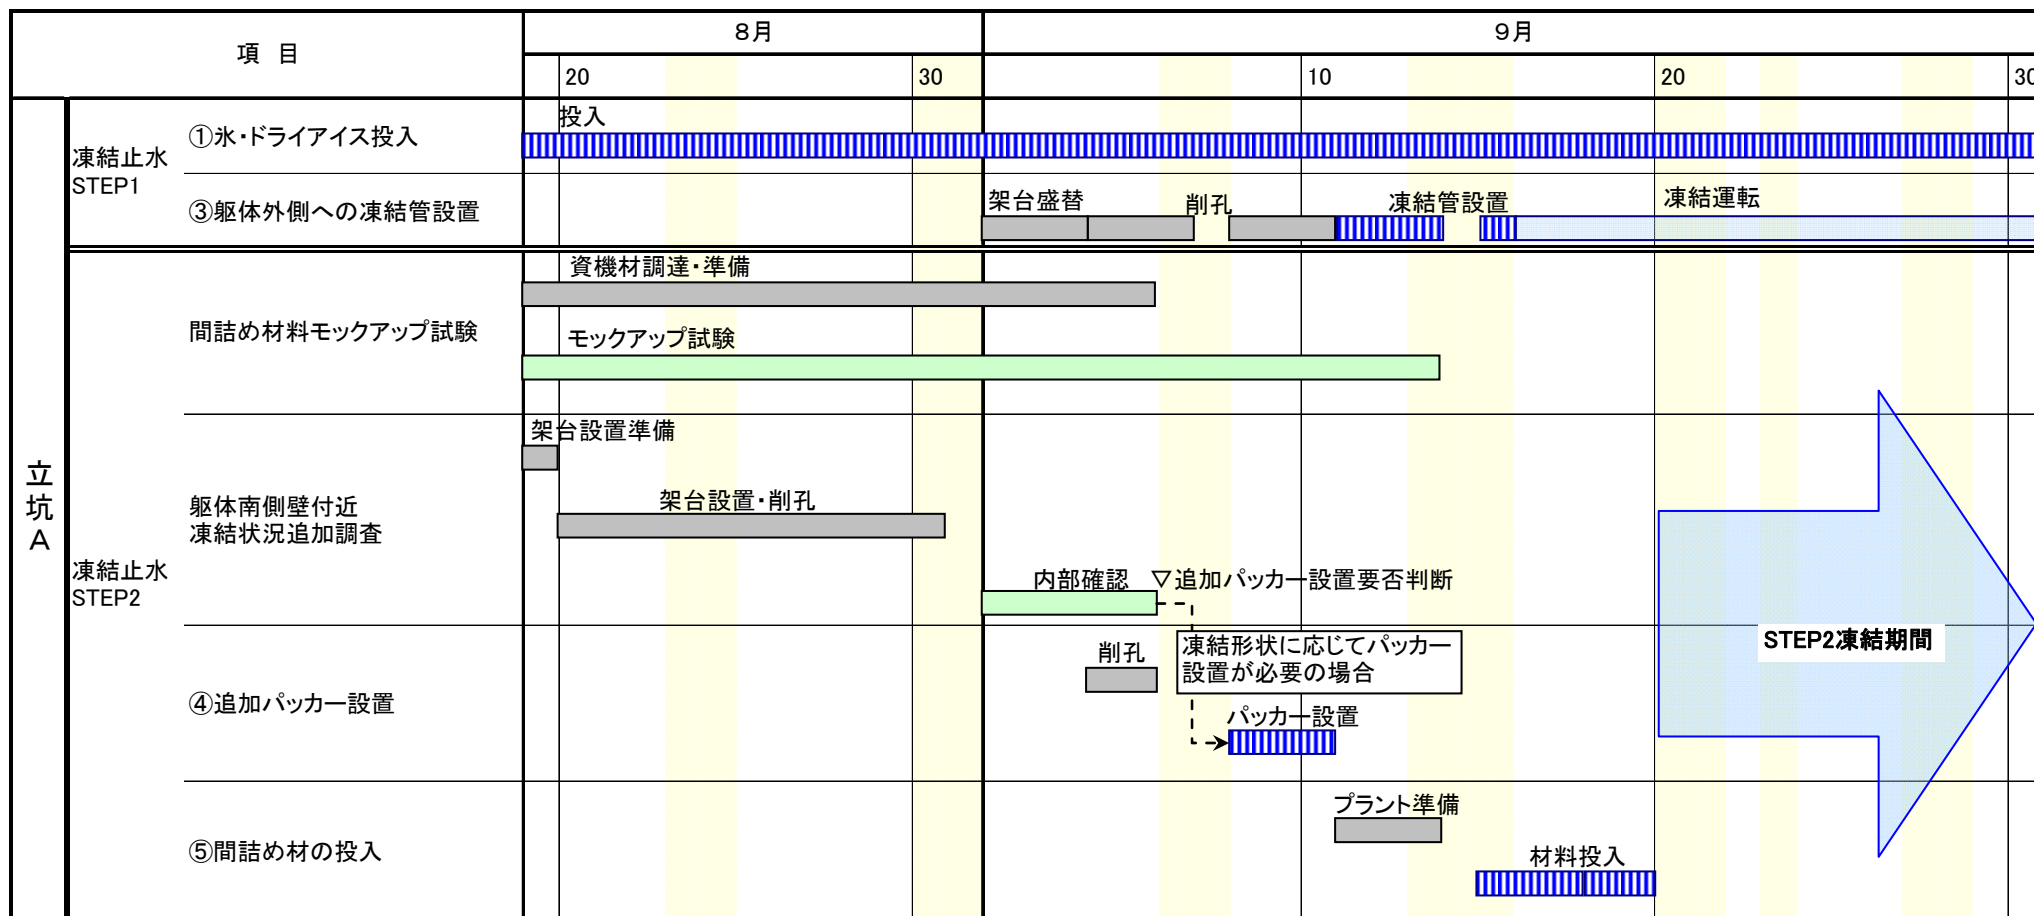 項 目
8月
9月
20
30
10
20
30
立坑A
凍結止水
STEP1
①氷・ドライアイス投入
投入
③躯体外側への凍結管設置
架台盛替
削孔
凍結管設置
凍結運転
凍結止水
STEP2
間詰め材料モックアップ試験
資機材調達・準備
モックアップ試験
躯体南側壁付近
凍結状況追加調査
架台設置準備
架台設置・削孔
内部確認
▽追加パッカー設置要否判断
④追加パッカー設置
削孔
凍結形状に応じてパッカー
設置が必要の場合
パッカー設置
STEP2凍結期間
⑤間詰め材の投入
プラント準備
材料投入